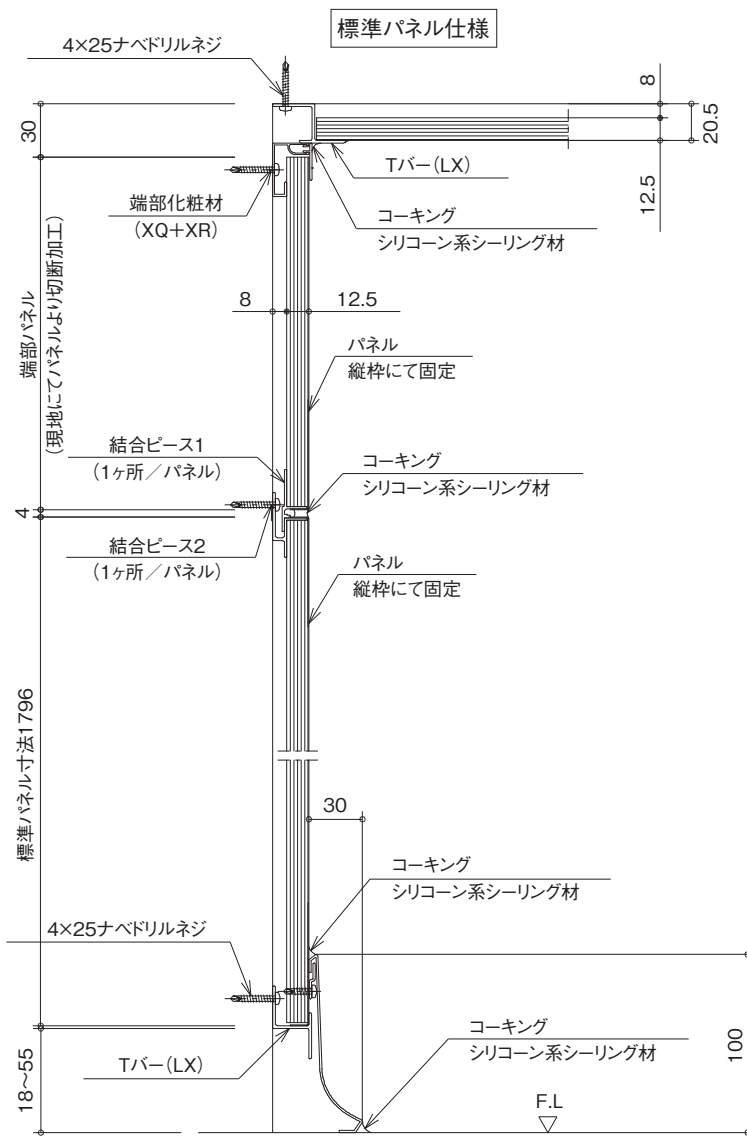 標準パネル仕様
4×25ナベドリルネジ
8
20.5
12.5
30
Tバー(LX)
端部化粧材
(XQ+XR)
コーキング
シリコーン系シーリング材
8
12.5
端部パネル
(現地にてパネルより切断加工)
パネル
縦枠にて固定
結合ピース1
(1ヶ所／パネル)
コーキング
シリコーン系シーリング材
4
結合ピース2
(1ヶ所／パネル)
パネル
縦枠にて固定
標準パネル寸法1796
30
コーキング
シリコーン系シーリング材
4×25ナベドリルネジ
コーキング
シリコーン系シーリング材
100
18~55
Tバー(LX)
F.L